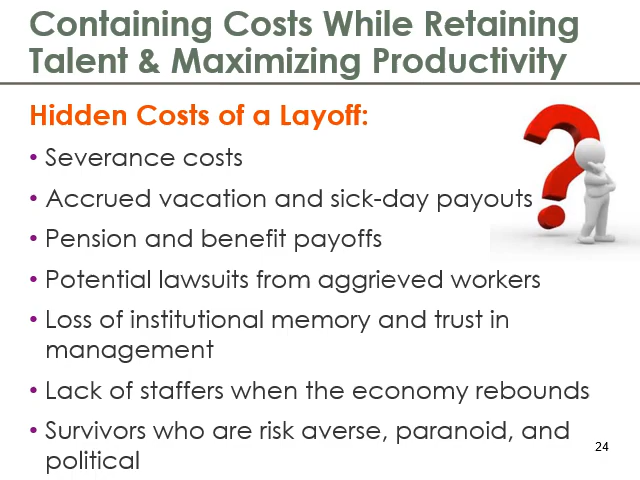 Containing Costs While Retaining
Talent & Maximizing Productivity
Hidden Costs of a Layoff:
• Severance costs
• Accrued vacation and sick-day payouts
• Pension and benefit payoffs
• Potential lawsuits from aggrieved workers
• Loss of institutional memory and trust in
management
• Lack of staffers when the economy rebounds
• Survivors who are risk averse, paranoid, and
political
24